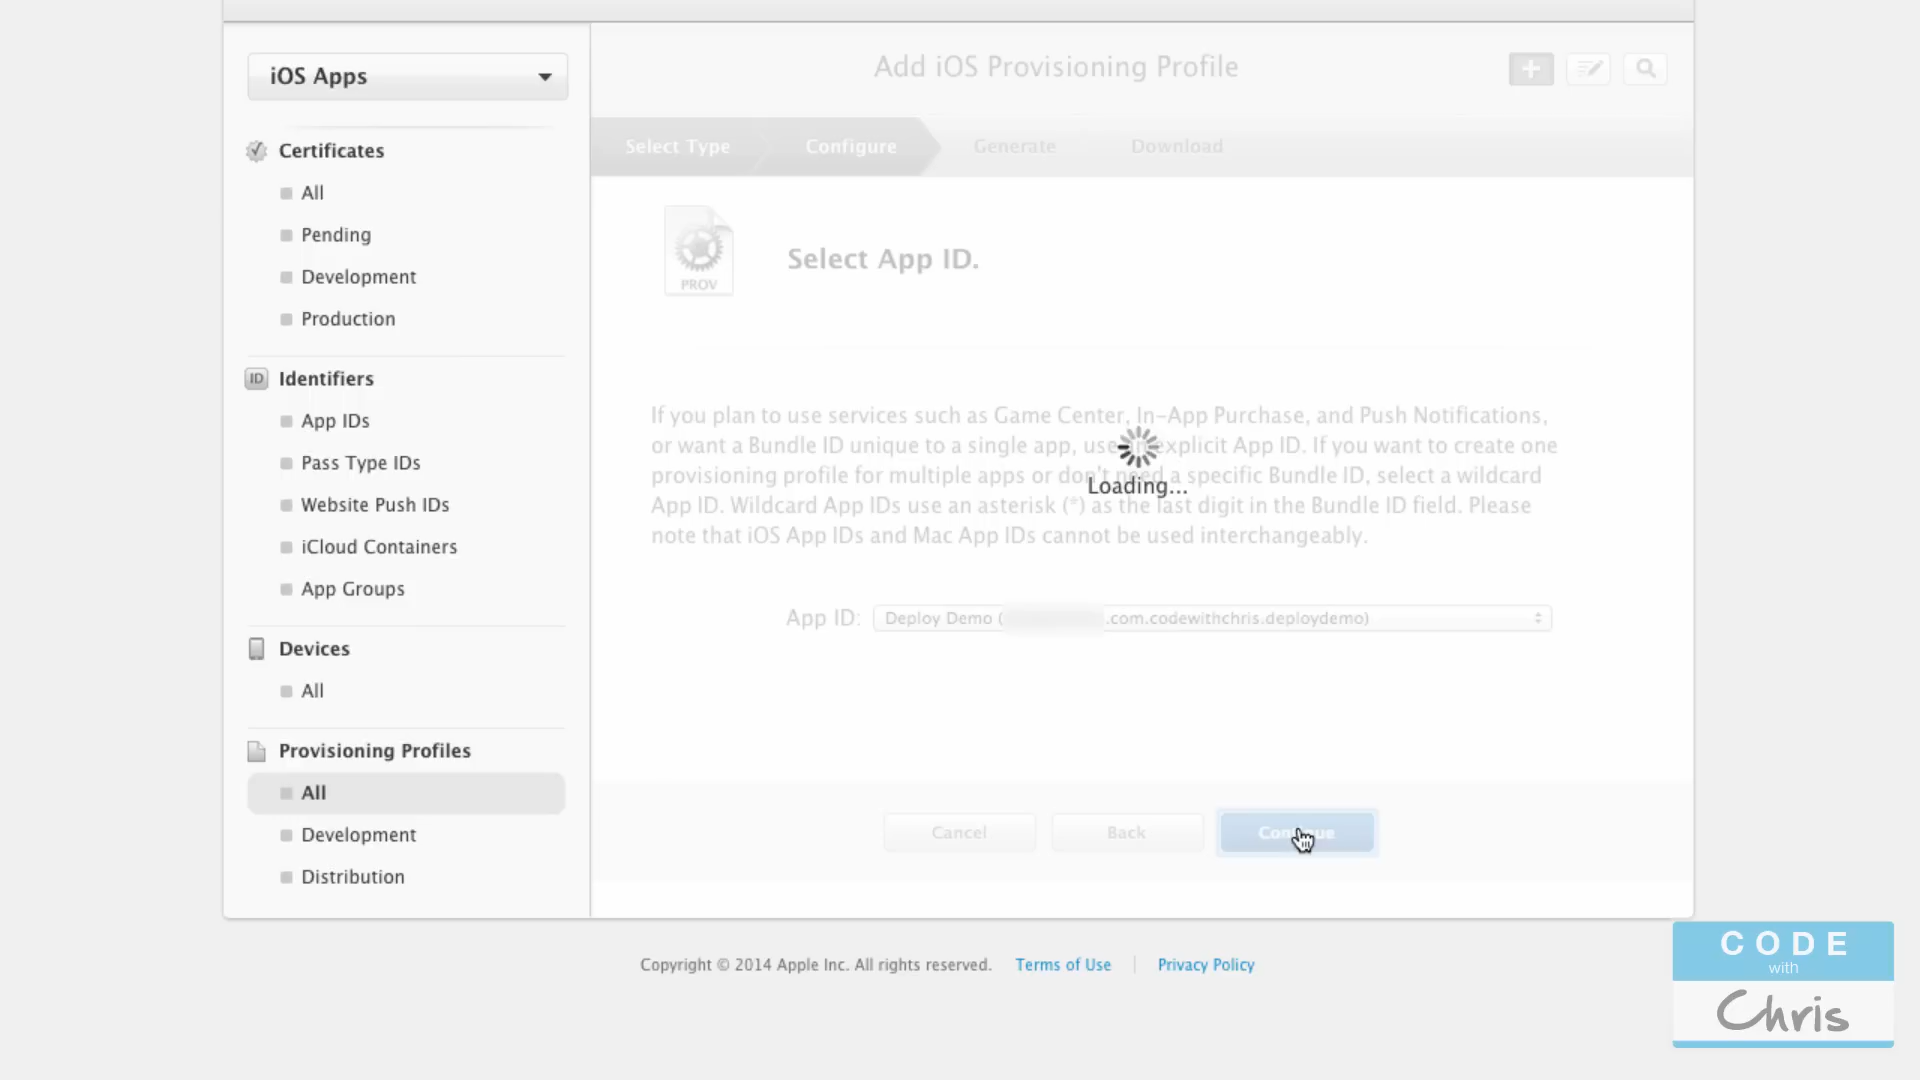 iOS Apps
Certificates
All
Pending
Development
Production
ID
Identifiers
App IDs
Pass Type IDs
Website Push IDs
iCloud Containers
App Groups
Devices
All
Provisioning Profiles
All
Development
Distribution
Add iOS Provisioning Profile
Select Type
Configure
Generate
Download
PROV
Select App ID.
If you plan to use services such as Game Center, In-App Purchase, and Push Notifications,
or want a Bundle ID unique to a single app, use an explicit App ID. If you want to create one
provisioning profile for multiple apps or don't need a specific Bundle ID, select a wildcard
App ID. Wildcard App IDs use an asterisk (*) as the last digit in the Bundle ID field. Please
note that iOS App IDs and Mac App IDs cannot be used interchangeably.
Loading...
App ID: Deploy Demo ( .com.codewithchris.deploydemo)
Cancel
Back
Continue
Copyright © 2014 Apple Inc. All rights reserved. Terms of Use | Privacy Policy
CODE
with
Chris